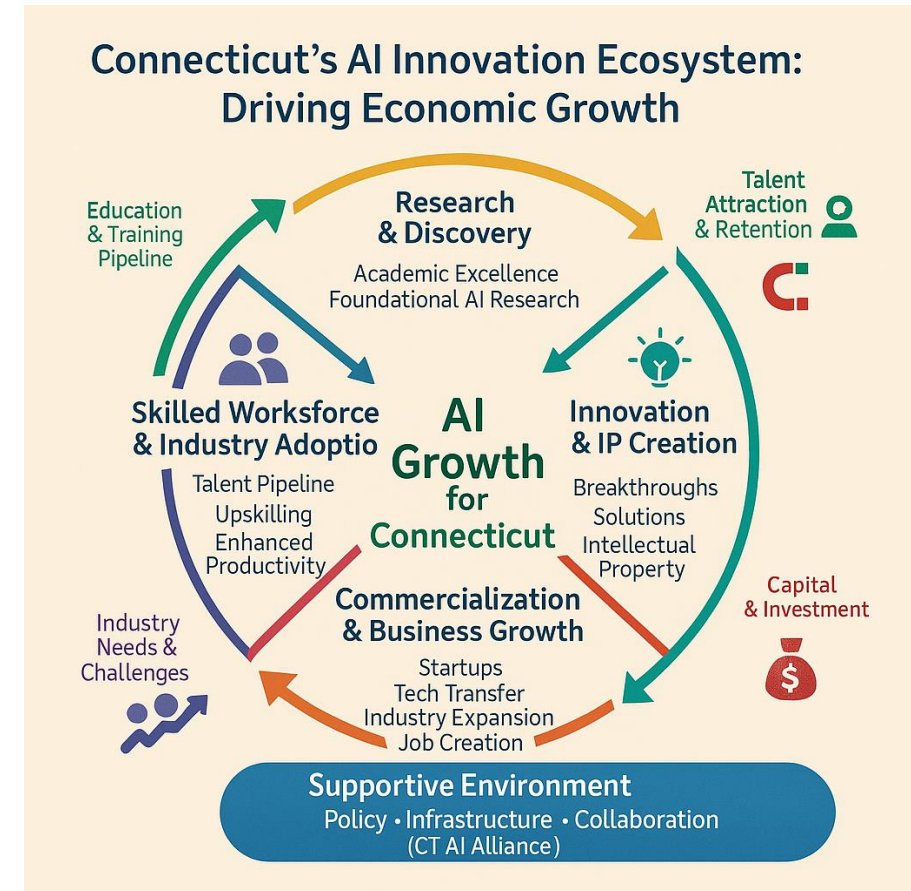 Connecticut's AI Innovation Ecosystem:
Driving Economic Growth
Education
& Training
Pipeline
Research
& Discovery
Academic Excellence
Foundational AI Research
Talent
Attraction
& Retention
Skilled Worksforce
& Industry Adoptio
Talent Pipeline
Upskilling
Enhanced
Productivity
AI
Growth
for
Connecticut
Innovation
& IP Creation
Breakthroughs
Solutions
Intellectual
Property
Industry
Needs &
Challenges
Commercialization
& Business Growth
Startups
Tech Transfer
Industry Expansion
Job Creation
Capital
& Investment
$
Supportive Environment
Policy • Infrastructure • Collaboration
(CT AI Alliance)